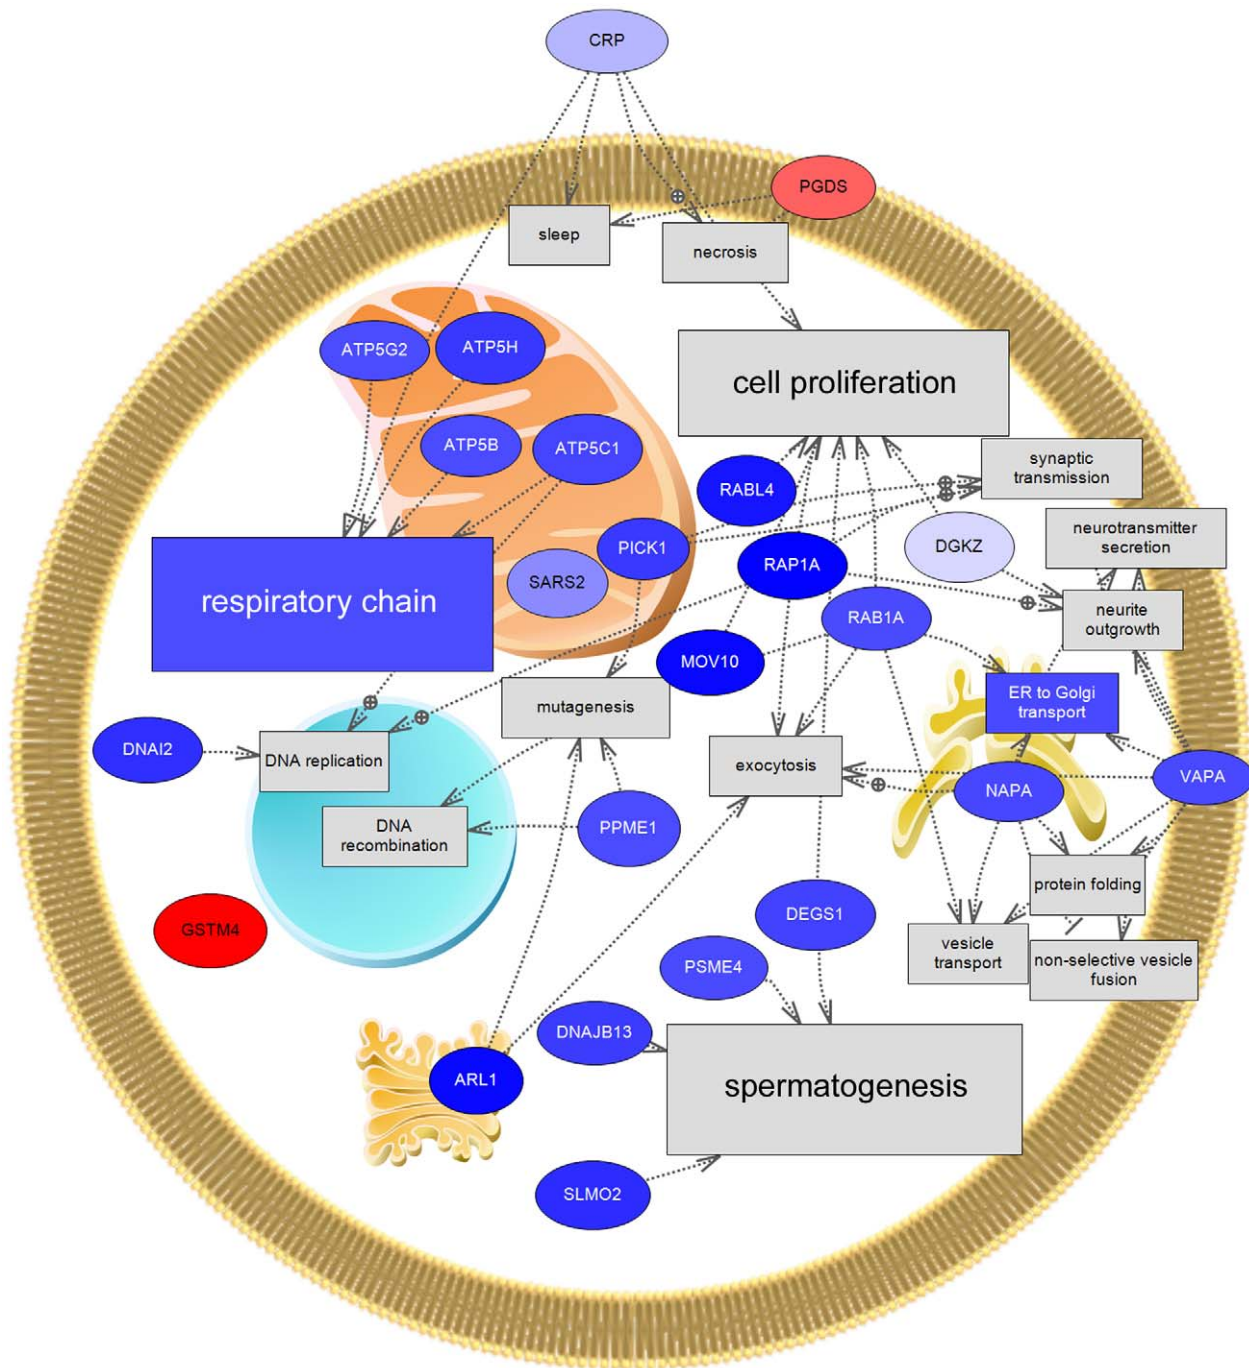 CRP
PGDS
sleep
necrosis
ATP5G2
ATP5H
cell proliferation
ATP5B
ATP5C1
synaptic
transmission
RABL4
neurotransmitter
secretion
PICK1
DGKZ
RAP1A
SARS2
respiratory chain
RAB1A
neurite
outgrowth
MOV10
ER to Golgi
transport
mutagenesis
DNAI2
DNA replication
exocytosis
NAPA
VAPA
PPME1
DNA
recombination
protein folding
DEGS1
GSTM4
vesicle
transport
PSME4
non-selective vesicle
fusion
DNAJB13
ARL1
spermatogenesis
SLMO2